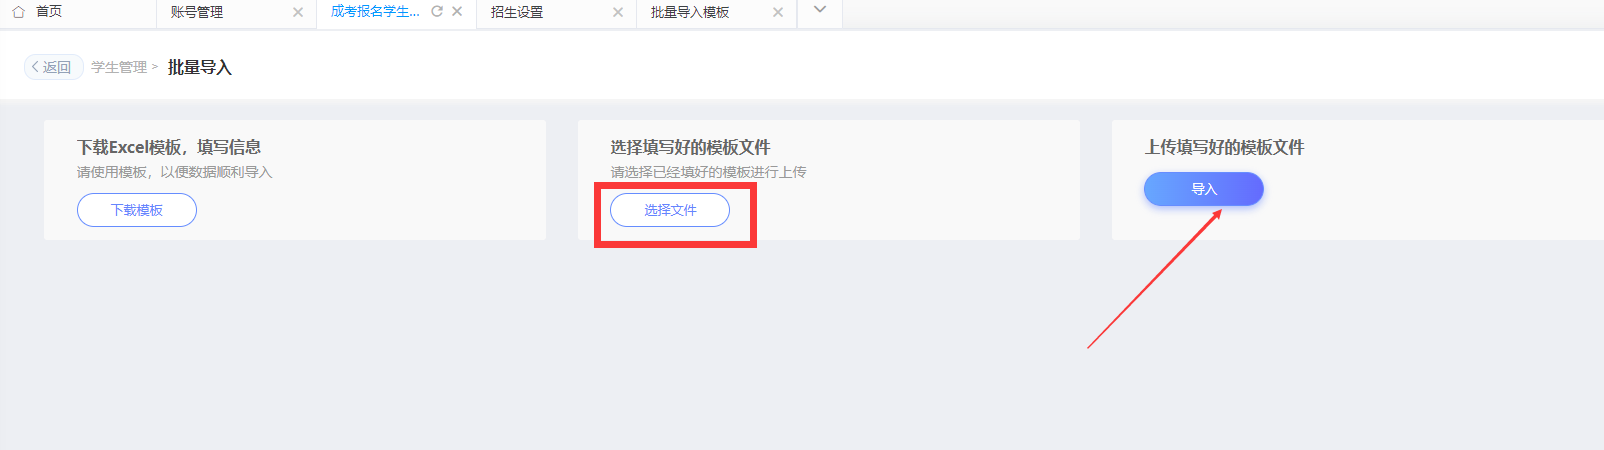 首页 账号管理 成考报名学生... 招生设置 批量导入模板
返回 学生管理 > 批量导入
下载Excel模板，填写信息
请使用模板，以便数据顺利导入
下载模板
选择填写好的模板文件
请选择已经填好的模板进行上传
选择文件
上传填写好的模板文件
导入